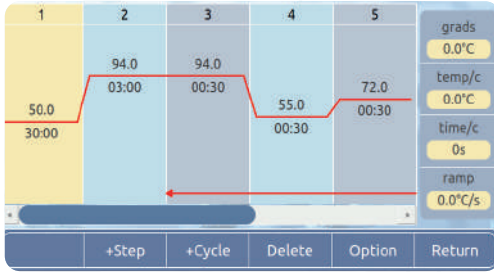 1 2 3 4 5
50.0
30:00
94.0
03:00
94.0
00:30
55.0
00:30
72.0
00:30
grads
0.0°C
temp/c
0.0°C
time/c
0s
ramp
0.0°C/s
+Step +Cycle Delete Option Return